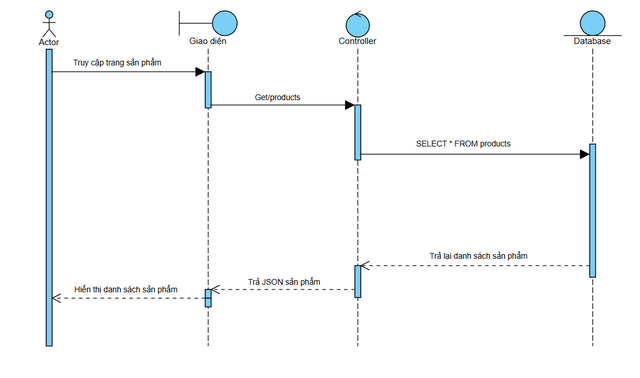 Actor
Giao diện
Controller
Database
Truy cập trang sản phẩm
Get/products
SELECT * FROM products
Trả lại danh sách sản phẩm
Trả JSON sản phẩm
Hiển thị danh sách sản phẩm